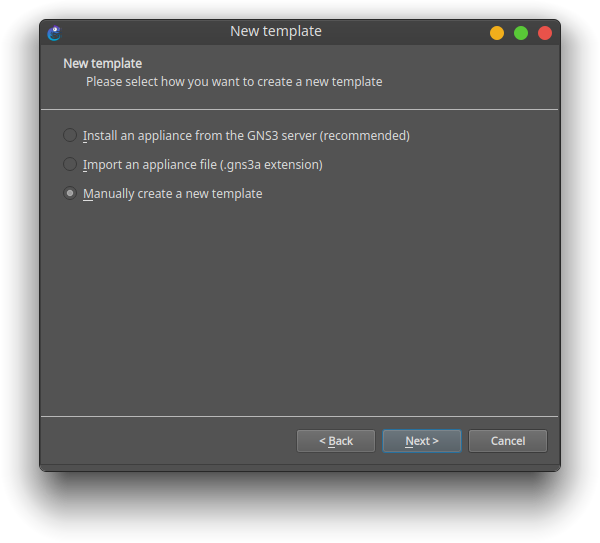 New template
New template
Please select how you want to create a new template
Install an appliance from the GNS3 server (recommended)
Import an appliance file (.gns3a extension)
Manually create a new template
< Back Next > Cancel